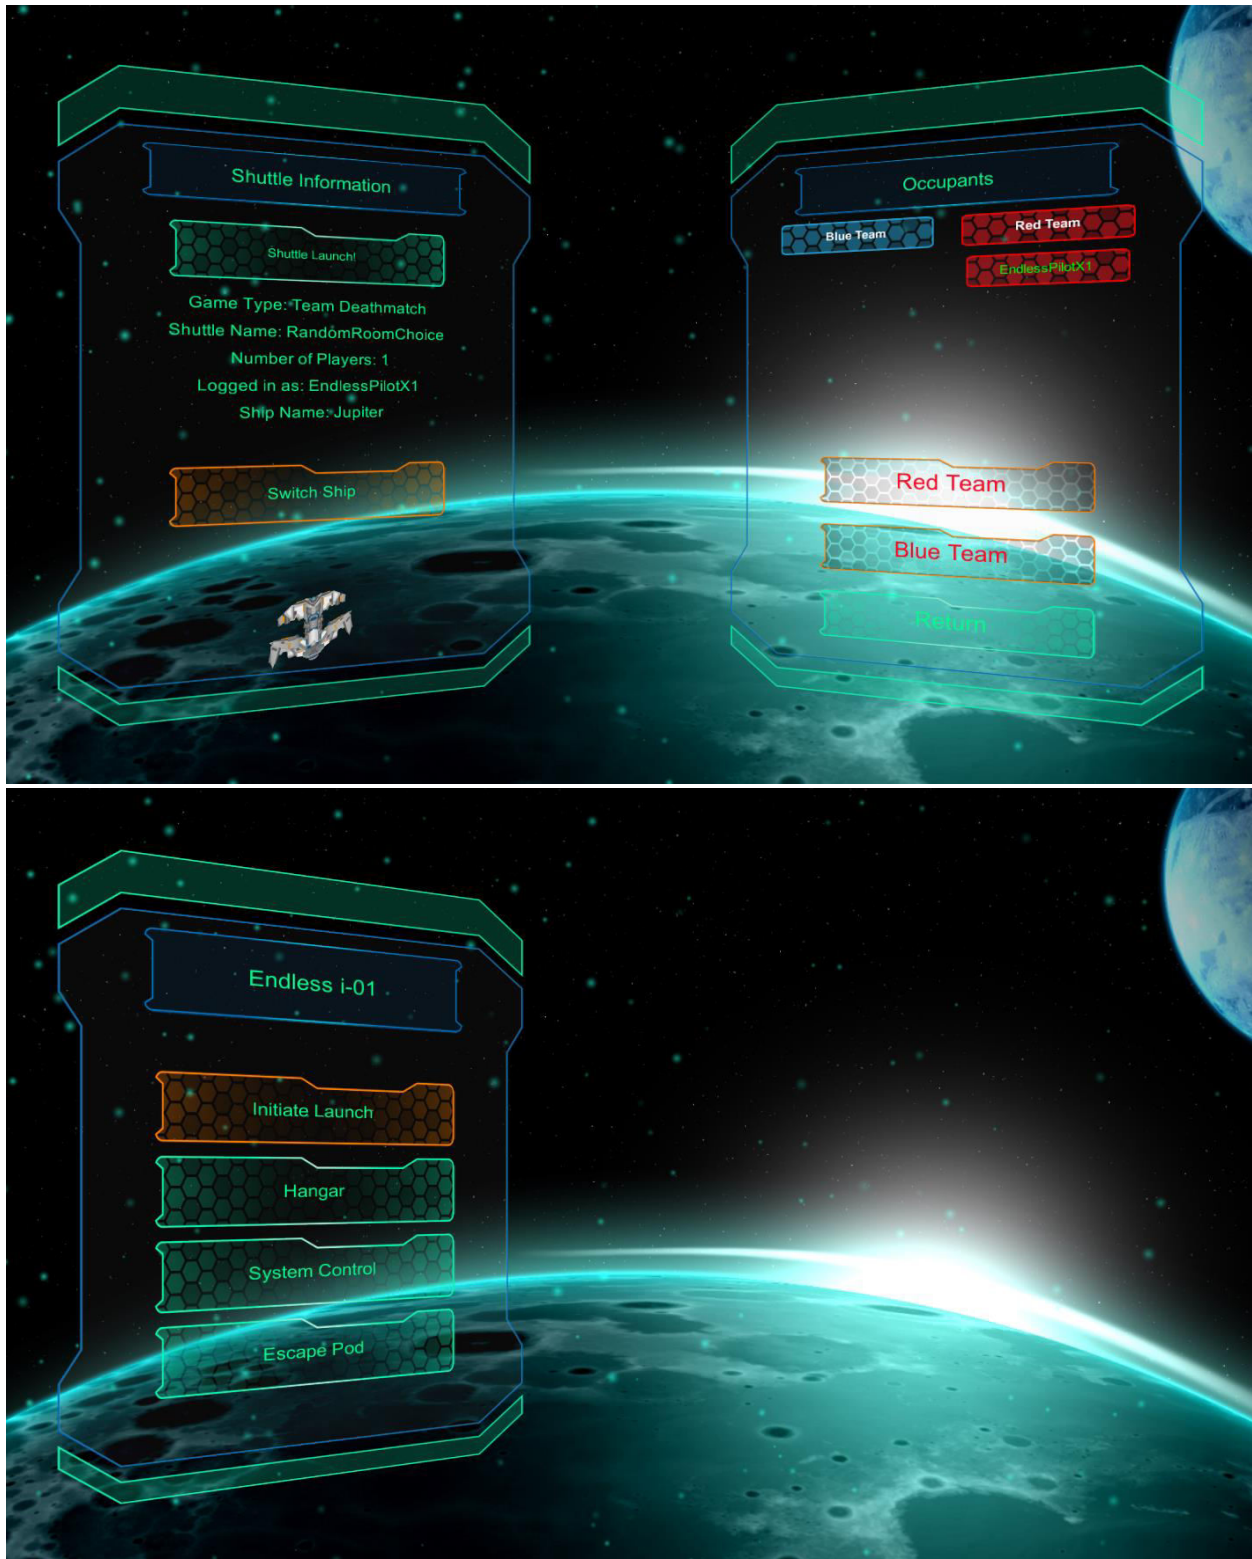 Shuttle Information
Shuttle Launch!
Game Type: Team Deathmatch
Shuttle Name: RandomRoomChoice
Number of Players: 1
Logged in as: EndlessPilotX1
Ship Name: Jupiter
Switch Ship
Occupants
Blue Team
Red Team
EndlessPilotX1
Red Team
Blue Team
Return
Endless i-01
Initiate Launch
Hangar
System Control
Escape Pod